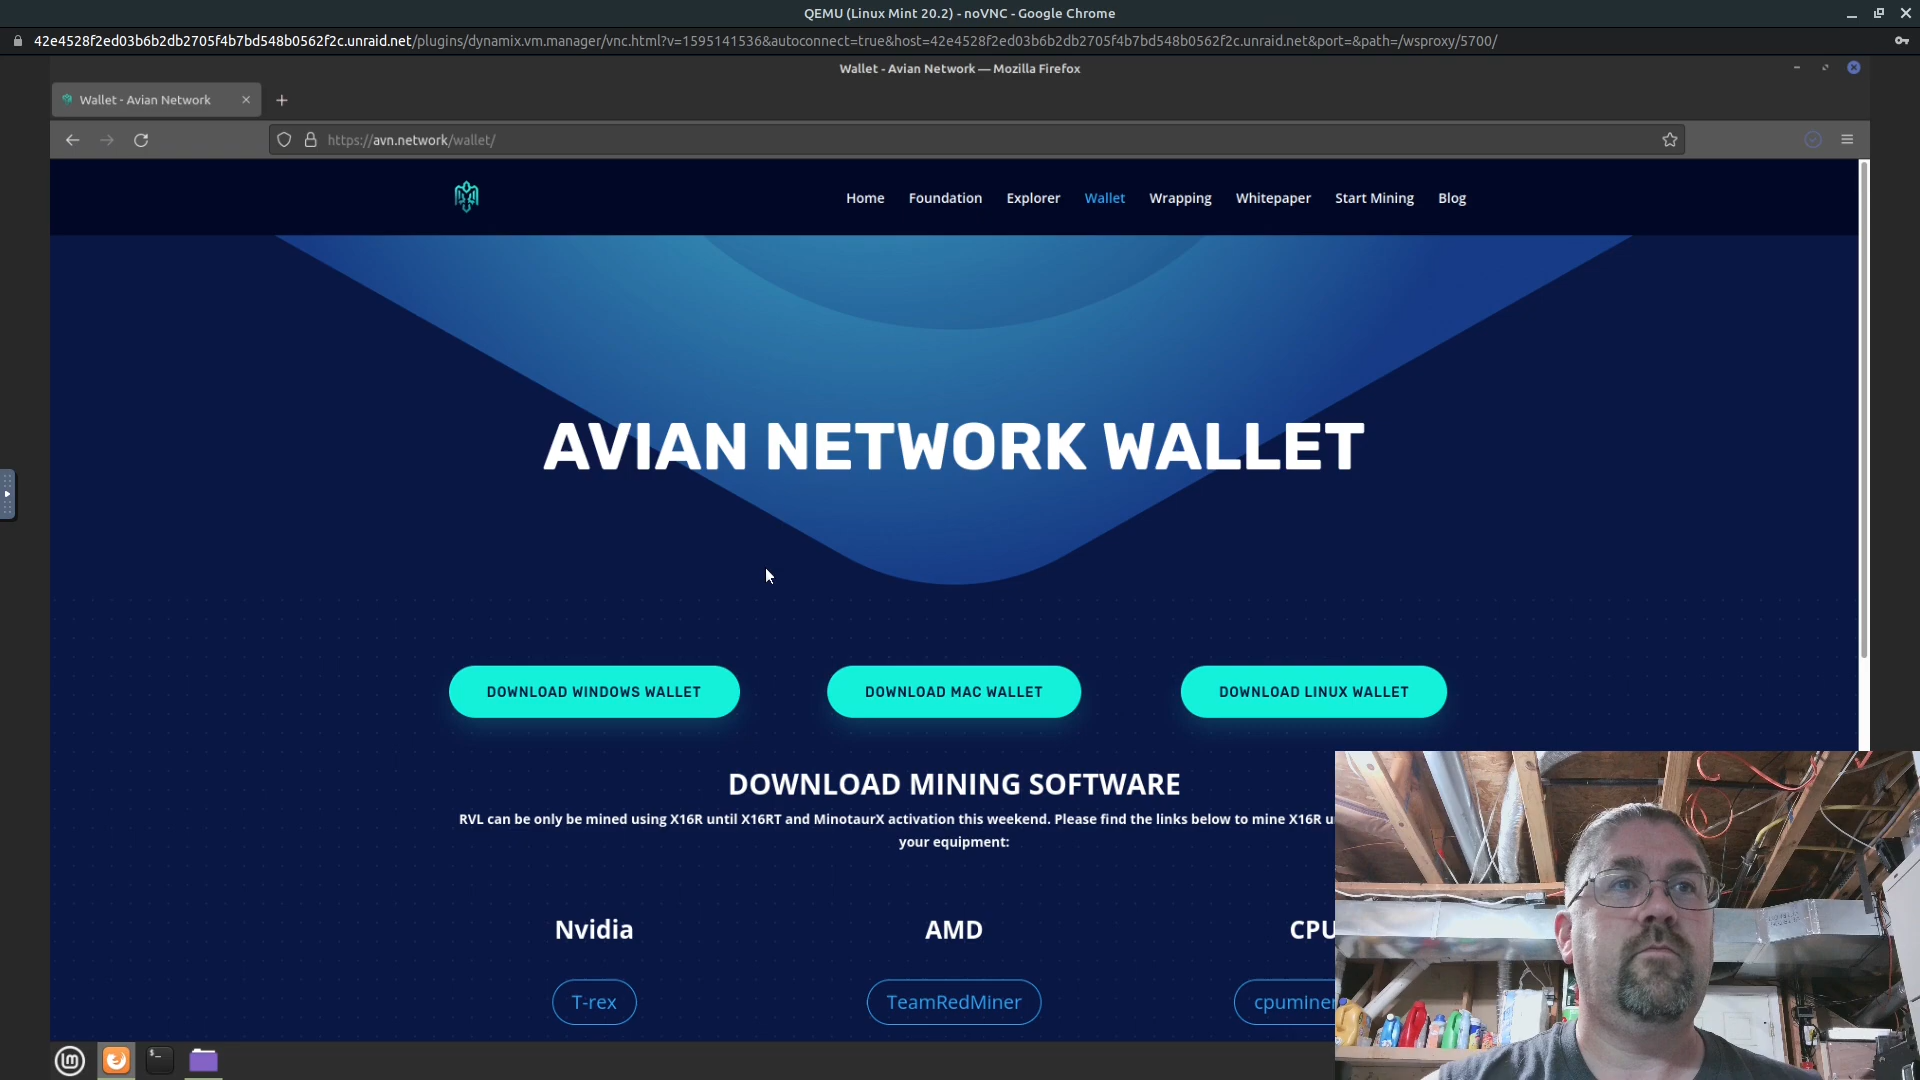 QEMU (Linux Mint 20.2) - noVNC - Google Chrome
42e4528f2ed03b6b2db2705f4b7bd548b0562f2c.unraid.net/plugins/dynamix.vm.manager/vnc.html?v=1595141536&autoconnect=true&host=42e4528f2ed03b6b2db2705f4b7bd548b0562f2c.unraid.net&port=&path=/wsproxy/5700/
Wallet - Avian Network — Mozilla Firefox
Wallet - Avian Network
https://avn.network/wallet/
Home Foundation Explorer Wallet Wrapping Whitepaper Start Mining Blog
AVIAN NETWORK WALLET
DOWNLOAD WINDOWS WALLET DOWNLOAD MAC WALLET DOWNLOAD LINUX WALLET
DOWNLOAD MINING SOFTWARE
RVL can be only be mined using X16R until X16RT and MinotaurX activation this weekend. Please find the links below to mine X16R u
your equipment:
Nvidia AMD CPU
T-rex TeamRedMiner cpuminer